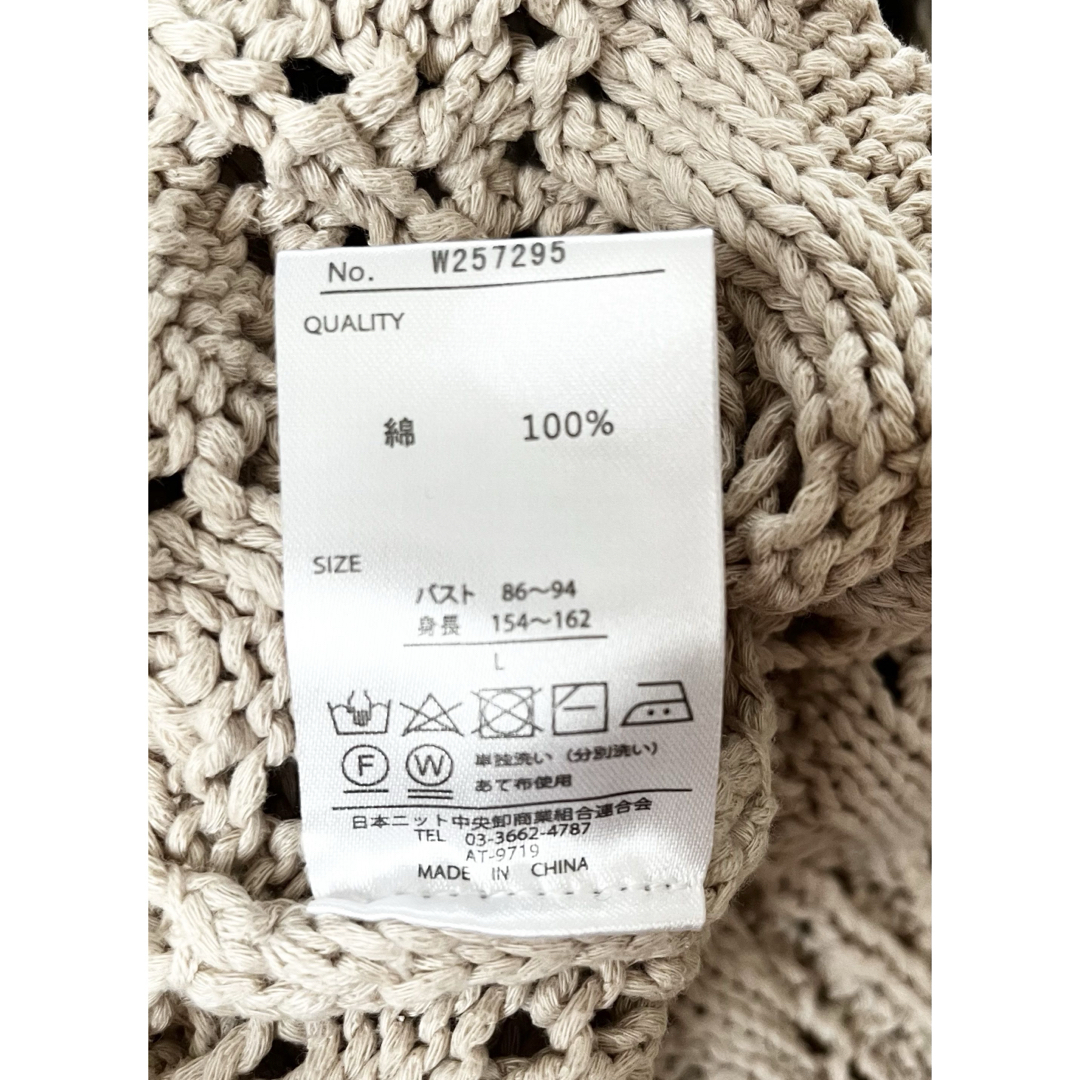 No. W257295
QUALITY
綿 100%
SIZE
バスト 86～94
身長 154～162
L
F W 単独洗い (分別洗い)
あて布使用
日本ニット中央卸商業組合連合会
TEL 03-3662-4787
AT-9719
MADE IN CHINA